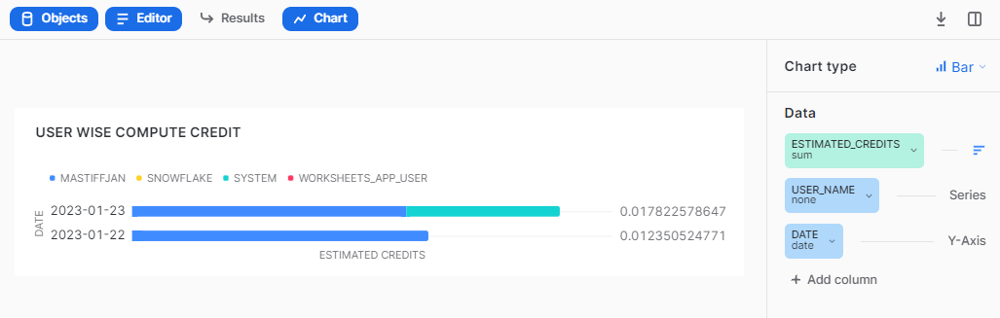 Objects Editor Results Chart
Chart type Bar
USER WISE COMPUTE CREDIT
MASTIFFJAN SNOWFLAKE SYSTEM WORKSHEETS_APP_USER
DATE
2023-01-23 0.017822578647
2023-01-22 0.012350524771
ESTIMATED CREDITS
Data
ESTIMATED_CREDITS
sum
USER_NAME
none
Series
DATE
date
Y-Axis
+ Add column